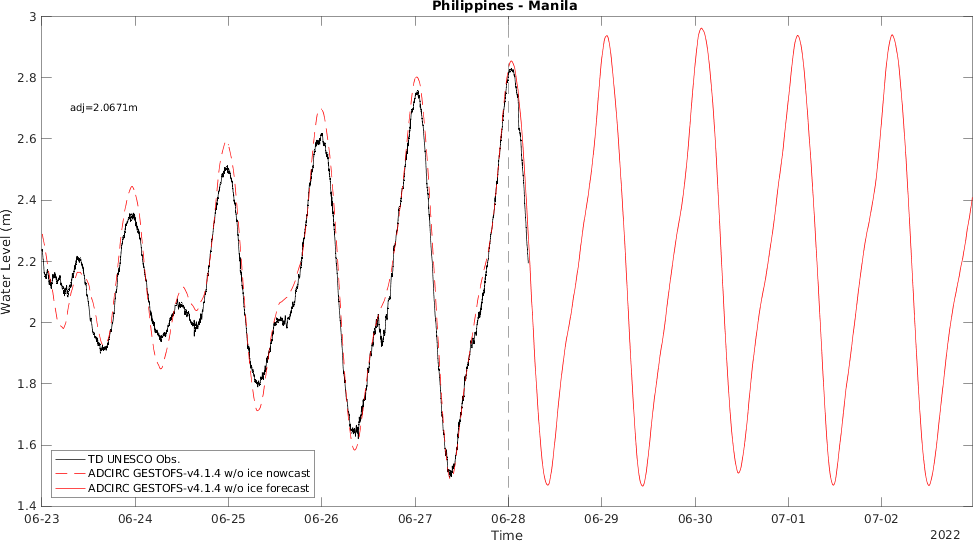 Philippines - Manila
3
2.8
adj=2.0671m
2.6
2.4
2.2
2
1.8
1.6
1.4
Water Level (m)
TD UNESCO Obs.
ADCIRC GESTOFS-v4.1.4 w/o ice nowcast
ADCIRC GESTOFS-v4.1.4 w/o ice forecast
06-23 06-24 06-25 06-26 06-27 06-28 06-29 06-30 07-01 07-02
Time
2022